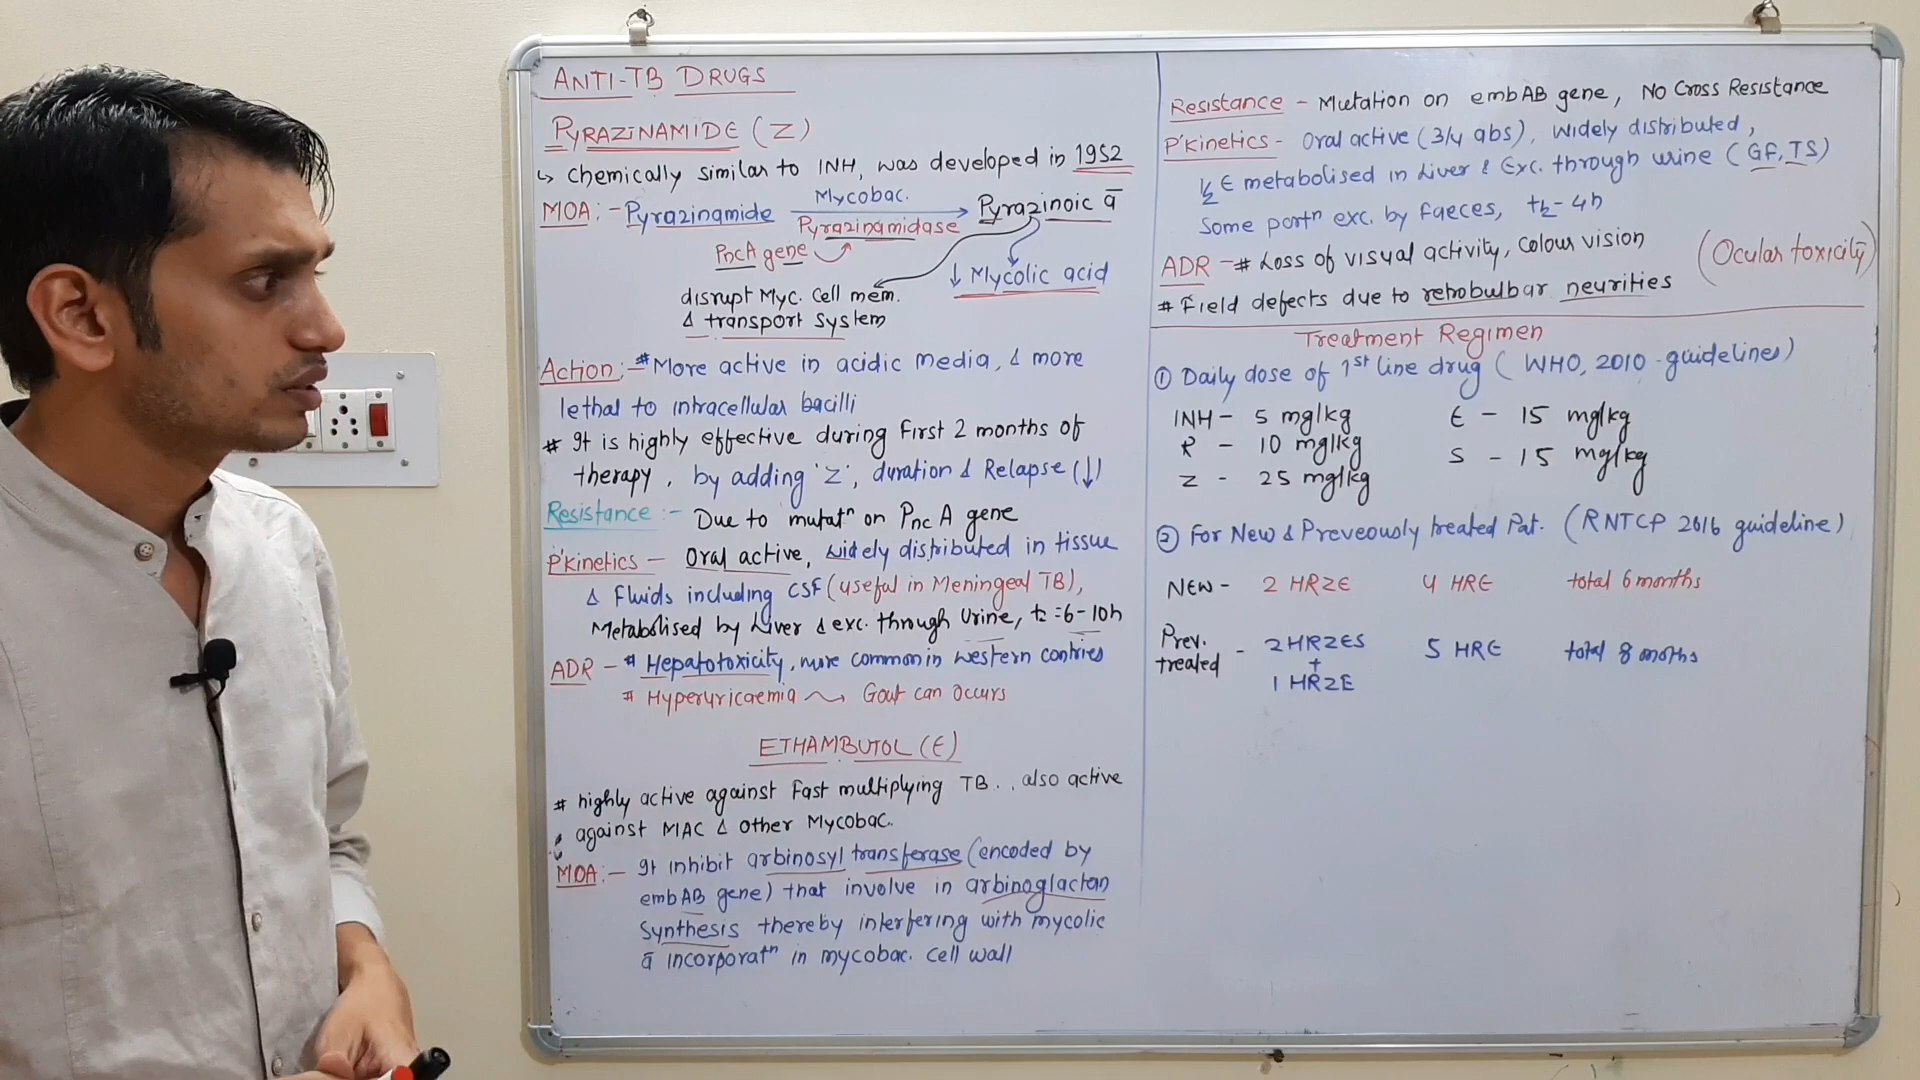 ANTI-TB DRUGS
PYRAZINAMIDE (Z)
↳ chemically similar to INH, was developed in 1952
MOA:- Pyrazinamide Mycobac. → Pyrazinoic ā
Pyrazinamidase
PncA gene
↓ Mycolic acid
disrupt Myc. Cell mem.
& transport system
Action:- # More active in acidic media, & more
lethal to intracellular bacilli
# It is highly effective during first 2 months of
therapy, by adding 'Z', duration & Relapse (↓)
Resistance:- Due to mutatⁿ on PncA gene
P'kinetics - Oral active, widely distributed in tissue
& Fluids including CSF (useful in Meningeal TB),
Metabolised by Liver & exc. through Urine, t½ = 6-10h
ADR - # Hepatotoxicity, more common in western contries
# Hyperuricaemia → Gout can occurs
ETHAMBUTOL (E)
# highly active against Fast multiplying TB.. also active
against MAC & other Mycobac.
MOA:- It inhibit arbinosyl transferase (encoded by
embAB gene) that involve in arbinoglactan
synthesis thereby interfering with mycolic
ā incorporatⁿ in mycobac. cell wall
Resistance - Mutation on embAB gene, No Cross Resistance
P'kinetics - Oral active (3/4 abs), widely distributed,
½ E metabolised in Liver & Exc. through urine (GF, TS)
Some portⁿ exc. by faeces, t½ - 4h
ADR - # Loss of visual activity, colour vision
(Ocular toxicity)
# Field defects due to retrobulbar neurities
Treatment Regimen
① Daily dose of 1st line drug (WHO, 2010 - guidelines)
INH - 5 mg/kg E - 15 mg/kg
R - 10 mg/kg S - 15 mg/kg
Z - 25 mg/kg
② For New & Preveously treated Pat. (RNTCP 2016 guideline)
NEW - 2 HRZE 4 HRE total 6 months
Prev. treated - 2 HRZES + 1 HRZE 5 HRE total 8 months